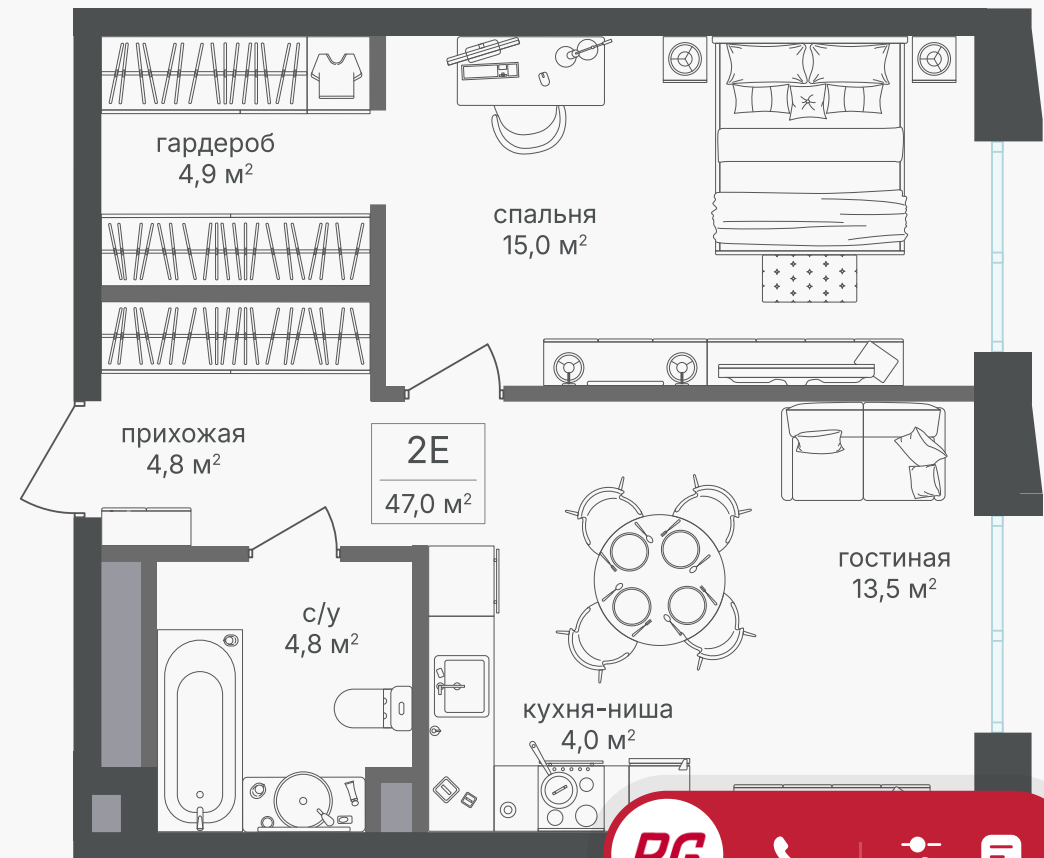 гардероб
4,9 м²
спальня
15,0 м²
прихожая
4,8 м²
2E
47,0 м²
гостиная
13,5 м²
с/у
4,8 м²
кухня-ниша
4,0 м²